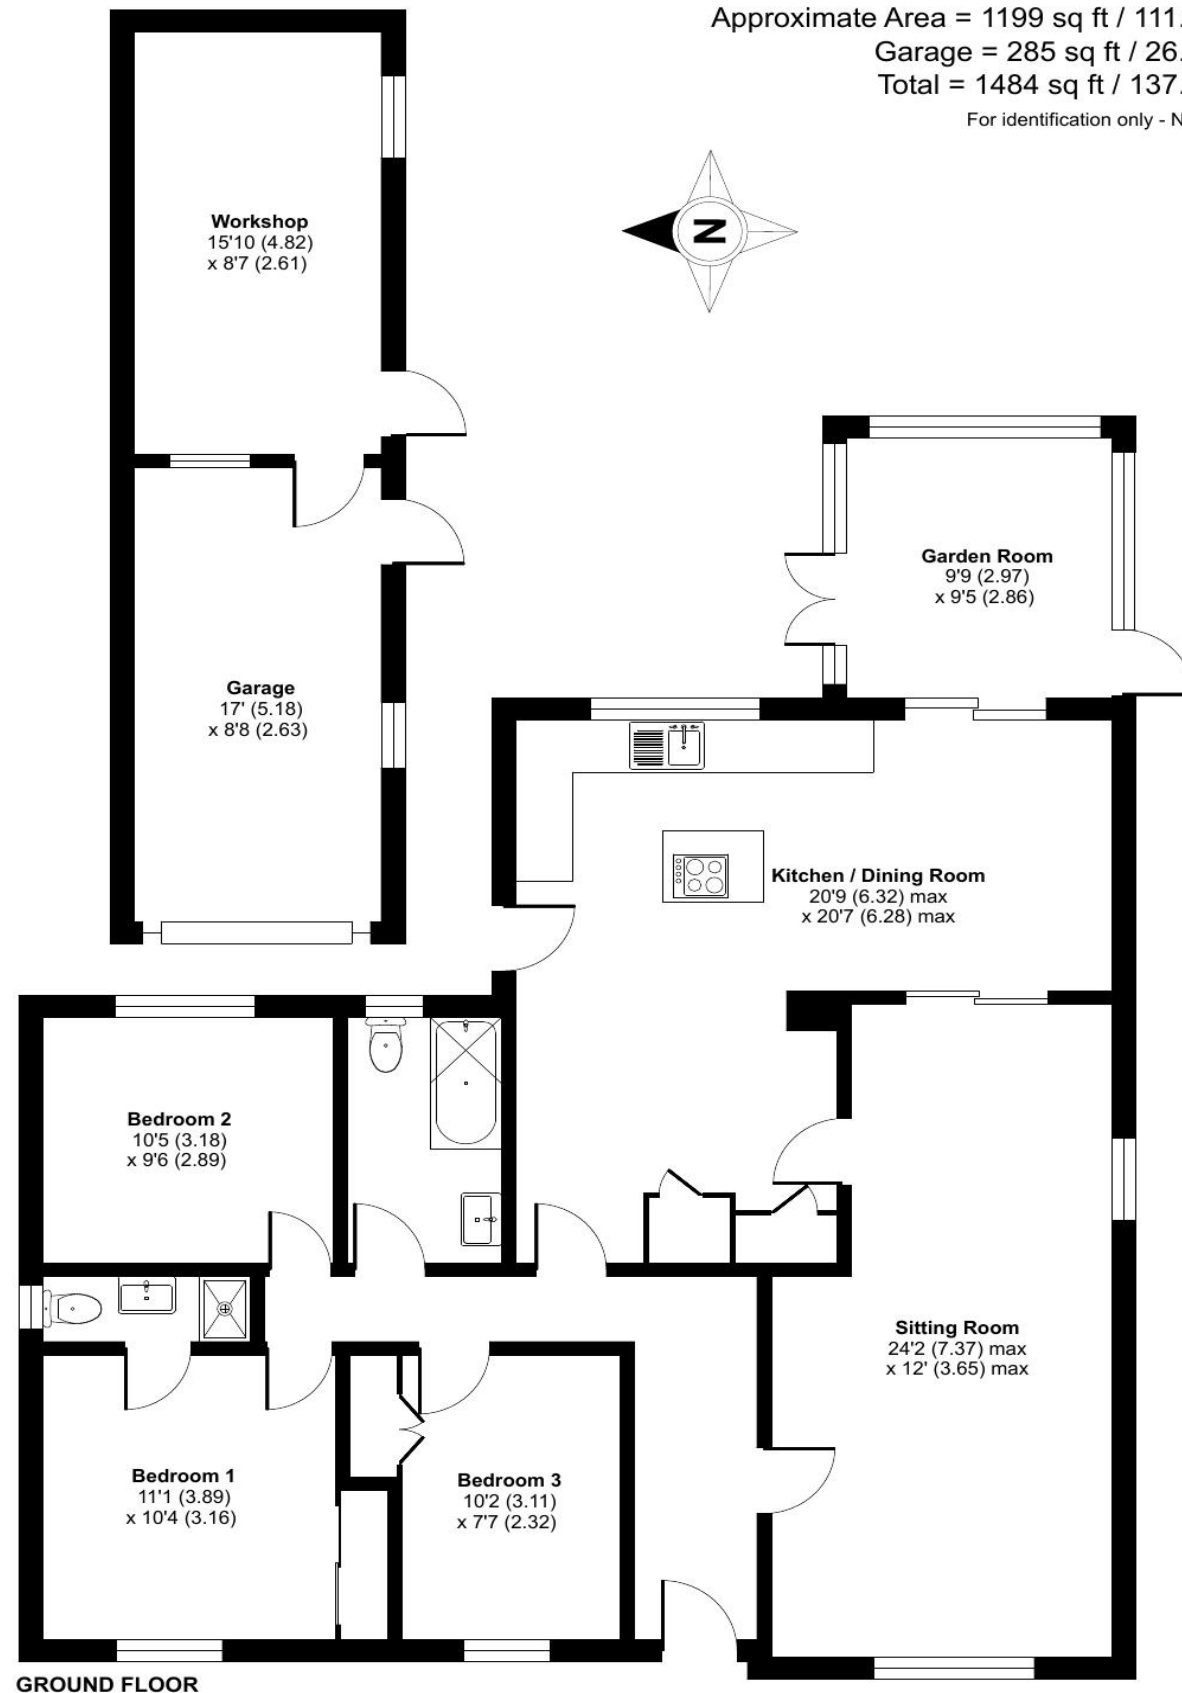 Approximate Area = 1199 sq ft / 111.
Garage = 285 sq ft / 26.
Total = 1484 sq ft / 137.
For identification only - N
Workshop
15'10 (4.82)
x 8'7 (2.61)
N
Garden Room
9'9 (2.97)
x 9'5 (2.86)
Garage
17' (5.18)
x 8'8 (2.63)
Kitchen / Dining Room
20'9 (6.32) max
x 20'7 (6.28) max
Bedroom 2
10'5 (3.18)
x 9'6 (2.89)
Sitting Room
24'2 (7.37) max
x 12' (3.65) max
Bedroom 1
11'1 (3.89)
x 10'4 (3.16)
Bedroom 3
10'2 (3.11)
x 7'7 (2.32)
GROUND FLOOR